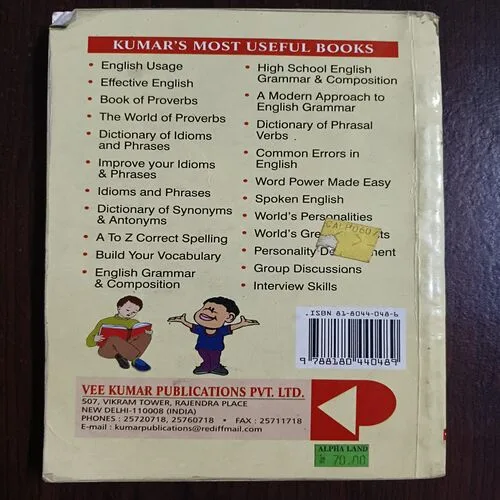 KUMAR'S MOST USEFUL BOOKS
• English Usage
• Effective English
• Book of Proverbs
• The World of Proverbs
• Dictionary of Idioms
and Phrases
• Improve your Idioms
& Phrases
• Idioms and Phrases
• Dictionary of Synonyms
& Antonyms
• A To Z Correct Spelling
• Build Your Vocabulary
• English Grammar
& Composition
• High School English
Grammar & Composition
• A Modern Approach to
English Grammar
• Dictionary of Phrasal
Verbs
• Common Errors in
English
• Word Power Made Easy
• Spoken English
• World's Personalities
• World's
• Personality
• Group Discussions
• Interview Skills
ISBN 81-8044-048-6
9 788180 440489
VEE KUMAR PUBLICATIONS PVT. LTD.
507, VIKRAM TOWER, RAJENDRA PLACE
NEW DELHI-110008 (INDIA)
PHONES : 25720718, 25760718 • FAX : 25711718
E-mail : kumarpublications@rediffmail.com
ALPHA LAND
70.00